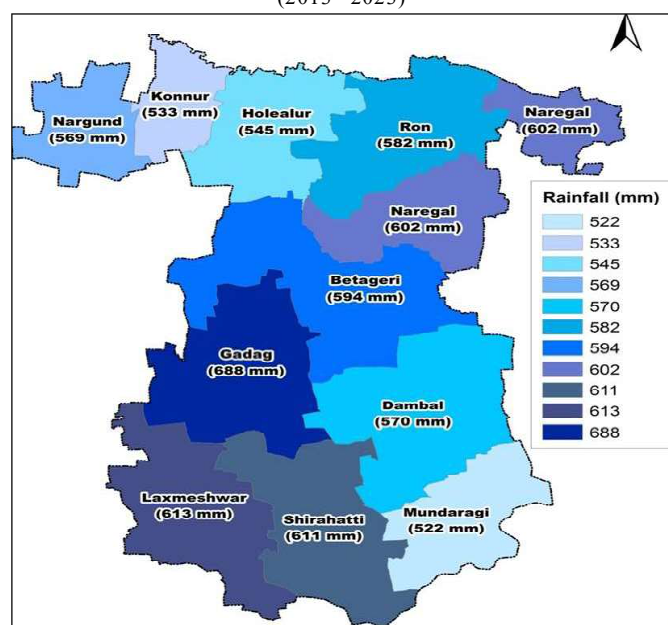 (2013 - 2023)
Konnur
(533 mm)
Nargund
(569 mm)
Holealur
(545 mm)
Ron
(582 mm)
Naregal
(602 mm)
Naregal
(602 mm)
Betageri
(594 mm)
Gadag
(688 mm)
Dambal
(570 mm)
Laxmeshwar
(613 mm)
Shirahatti
(611 mm)
Mundaragi
(522 mm)
Rainfall (mm)
522
533
545
569
570
582
594
602
611
613
688